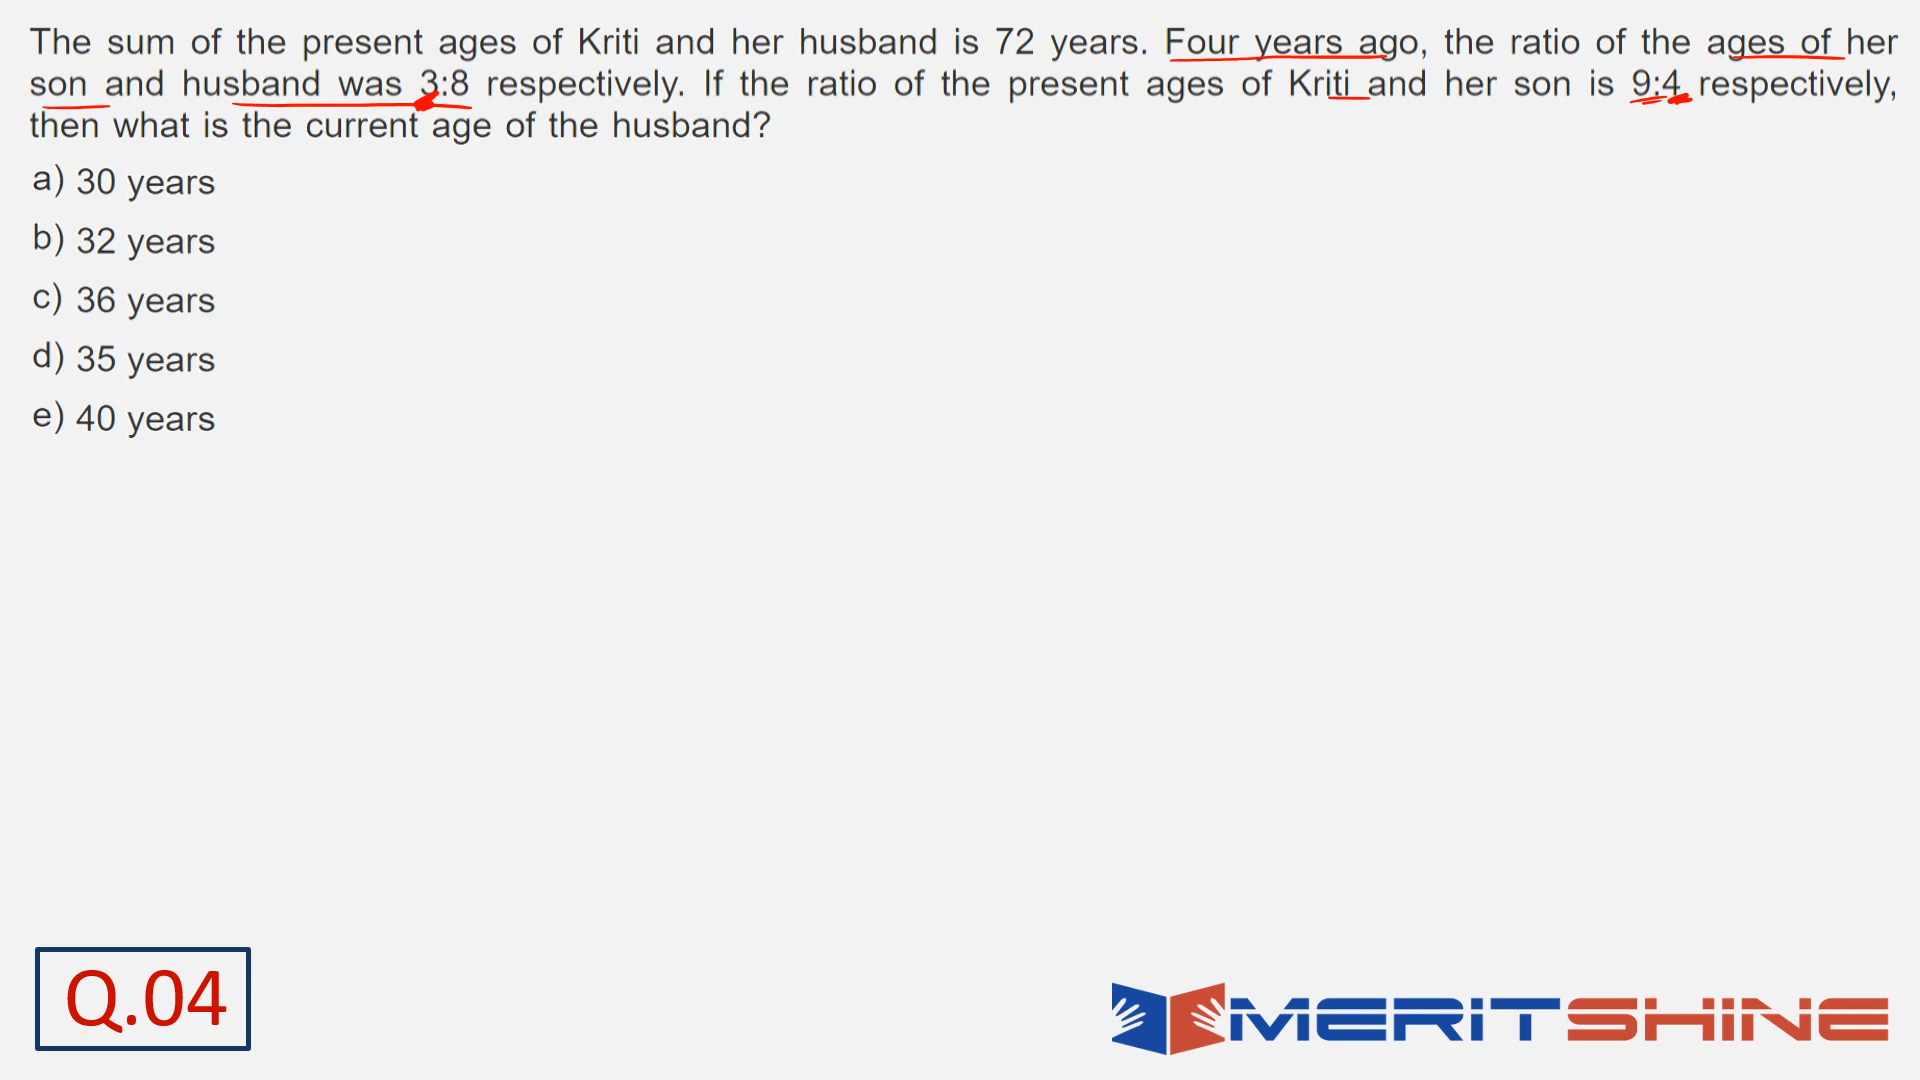 The sum of the present ages of Kriti and her husband is 72 years. Four years ago, the ratio of the ages of her
son and husband was 3:8 respectively. If the ratio of the present ages of Kriti and her son is 9:4 respectively,
then what is the current age of the husband?
a) 30 years
b) 32 years
c) 36 years
d) 35 years
e) 40 years
Q.04
MERITSHINE